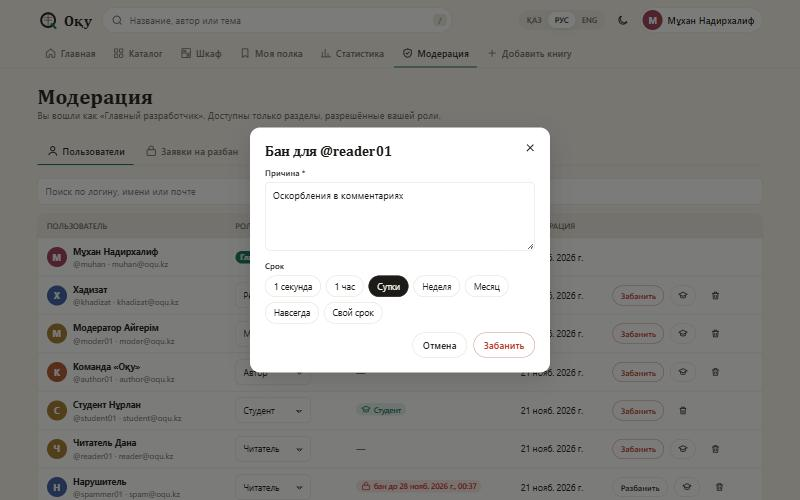 Оқу
Название, автор или тема
/
ҚАЗ РУС ENG
М Мұхан Надирхалиф
Главная Каталог Шкаф Моя полка Статистика Модерация Добавить книгу
Модерация
Вы вошли как «Главный разработчик». Доступны только разделы, разрешённые вашей роли.
Пользователи Заявки на разбан
Поиск по логину, имени или почте
ПОЛЬЗОВАТЕЛЬ
Бан для @reader01
Причина *
Оскорбления в комментариях
Срок
1 секунда 1 час Сутки Неделя Месяц
Навсегда Свой срок
Отмена Забанить
М Мұхан Надирхалиф
@muhan · muhan@oqu.kz
Х Хадизат
@khadizat · khadizat@oqu.kz
Забанить
М Модератор Айгерім
@moder01 · moder@oqu.kz
Забанить
К Команда «Оқу»
@author01 · author@oqu.kz
Автор — 21 нояб. 2026 г. Забанить
С Студент Нұрлан
@student01 · student@oqu.kz
Студент Студент 21 нояб. 2026 г. Забанить
Ч Читатель Дана
@reader01 · reader@oqu.kz
Читатель — 21 нояб. 2026 г. Забанить
Н Нарушитель
@spammer01 · spam@oqu.kz
Читатель бан до 28 нояб. 2026 г., 00:37 21 нояб. 2026 г. Разбанить